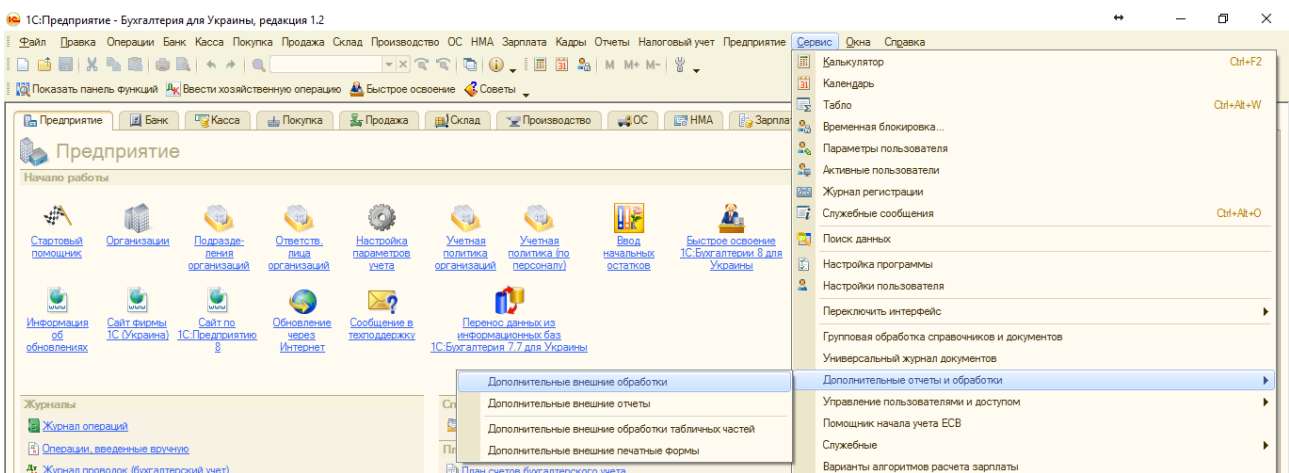 1С:Предприятие - Бухгалтерия для Украины, редакция 1.2
Файл Правка Операции Банк Касса Покупка Продажа Склад Производство ОС НМА Зарплата Кадры Отчеты Налоговый учет Предприятие Сервис Окна Справка
M M+ M-
Показать панель функций Ввести хозяйственную операцию Быстрое освоение Советы
Предприятие Банк Касса Покупка Продажа Склад Производство ОС НМА Зарпла
Предприятие
Начало работы
Стартовый помощник
Организации
Подразде-
ления
организаций
Ответств.
лица
организаций
Настройка
параметров
учета
Учетная
политика
организаций
Учетная
политика (по
персоналу)
Ввод
начальных
остатков
Быстрое освоение
1С:Бухгалтерии 8 для
Украины
Информация
об
обновлениях
Сайт фирмы
1С (Украина)
Сайт по
1С:Предприятию
8
Обновление
через
Интернет
Сообщение в
техподдержку
Перенос данных из
информационных баз
1С:Бухгалтерия 7.7 для Украины
Журналы
Журнал операций
Операции, введенные вручную
Журнал проводок (бухгалтерский учет)
План счетов бухгалтерского учета
Калькулятор Ctrl+F2
Календарь
Табло Ctrl+Alt+W
Временная блокировка...
Параметры пользователя
Активные пользователи
Журнал регистрации
Служебные сообщения Ctrl+Alt+O
Поиск данных
Настройка программы
Настройки пользователя
Переключить интерфейс
Групповая обработка справочников и документов
Универсальный журнал документов
Дополнительные отчеты и обработки
Управление пользователями и доступом
Помощник начала учета ЕСВ
Служебные
Варианты алгоритмов расчета зарплаты
Дополнительные внешние обработки
Дополнительные внешние отчеты
Дополнительные внешние обработки табличных частей
Дополнительные внешние печатные формы